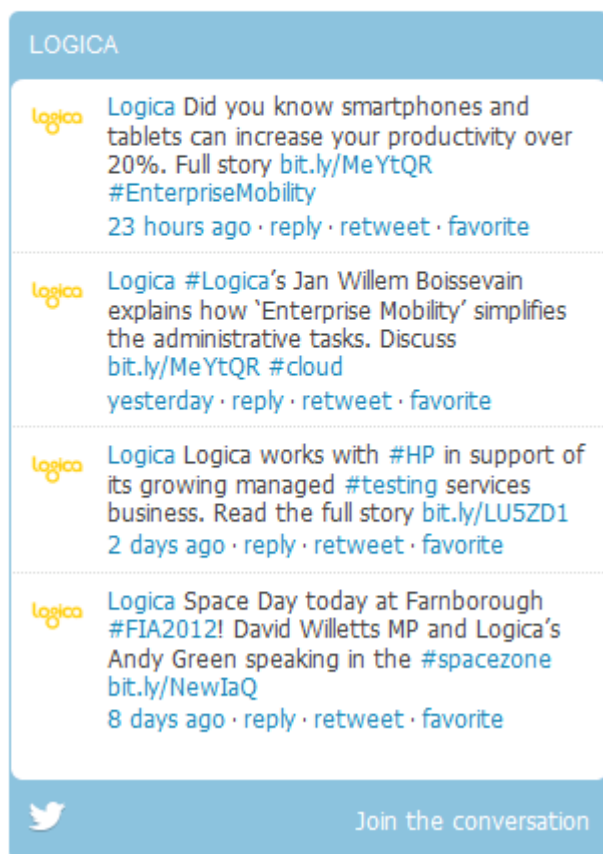 LOGICA
logica
Logica Did you know smartphones and
tablets can increase your productivity over
20%. Full story bit.ly/MeYtQR
#EnterpriseMobility
23 hours ago · reply · retweet · favorite
logica
Logica #Logica’s Jan Willem Boissevain
explains how ‘Enterprise Mobility’ simplifies
the administrative tasks. Discuss
bit.ly/MeYtQR #cloud
yesterday · reply · retweet · favorite
logica
Logica Logica works with #HP in support of
its growing managed #testing services
business. Read the full story bit.ly/LU5ZD1
2 days ago · reply · retweet · favorite
logica
Logica Space Day today at Farnborough
#FIA2012! David Willetts MP and Logica’s
Andy Green speaking in the #spacezone
bit.ly/NewIaQ
8 days ago · reply · retweet · favorite
Join the conversation